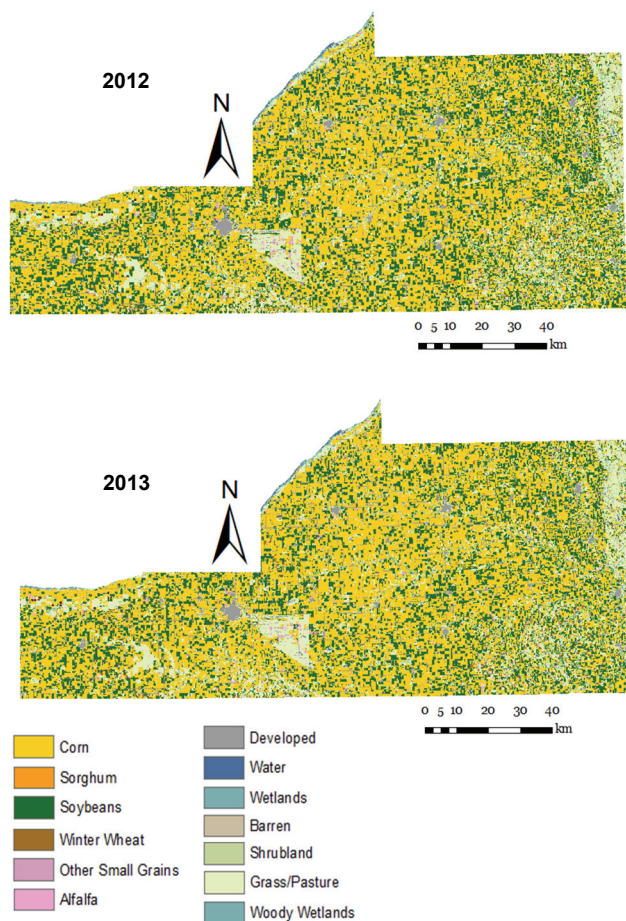 2012
N
0 5 10 20 30 40
km
2013
N
0 5 10 20 30 40
km
Corn
Sorghum
Soybeans
Winter Wheat
Other Small Grains
Alfalfa
Developed
Water
Wetlands
Barren
Shrubland
Grass/Pasture
Woody Wetlands